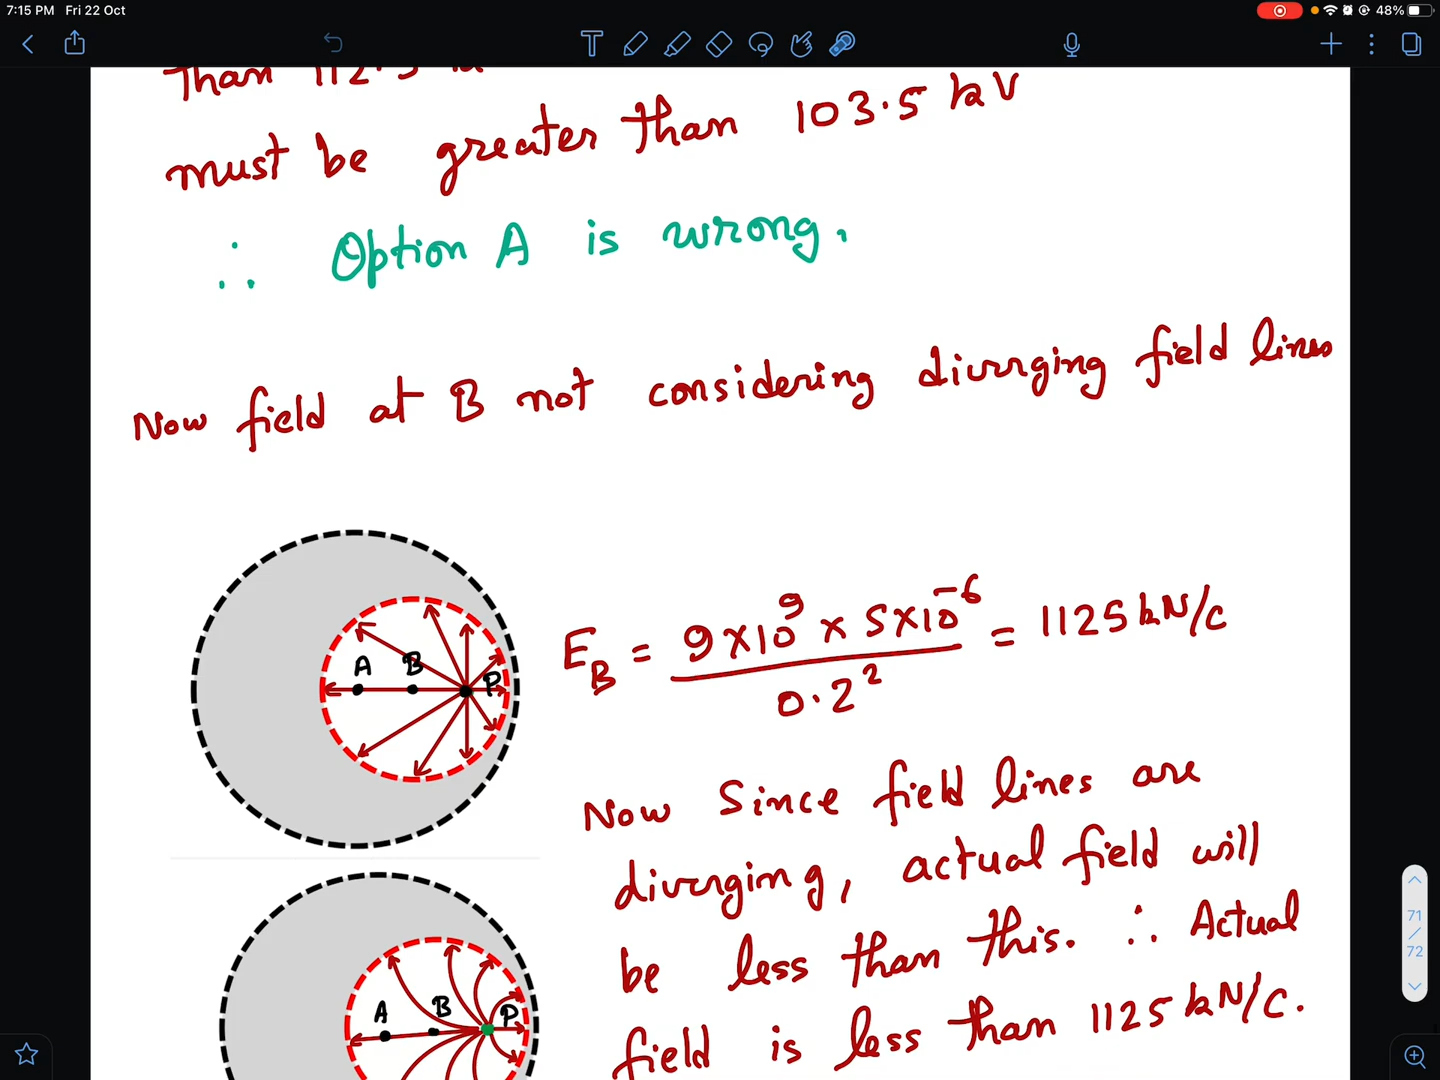 7:15 PM Fri 22 Oct
48%
Than 112.5
must be greater than 103.5 kV
∴ Option A is wrong.
Now field at B not considering diverging field lines
A B P
E_B = 9×10^9 × 5×10^-6 / 0.2^2 = 1125 kN/C
Now Since field lines are
diverging, actual field will
be less than this. ∴ Actual
field is less than 1125 kN/C.
A B P
71
/
72